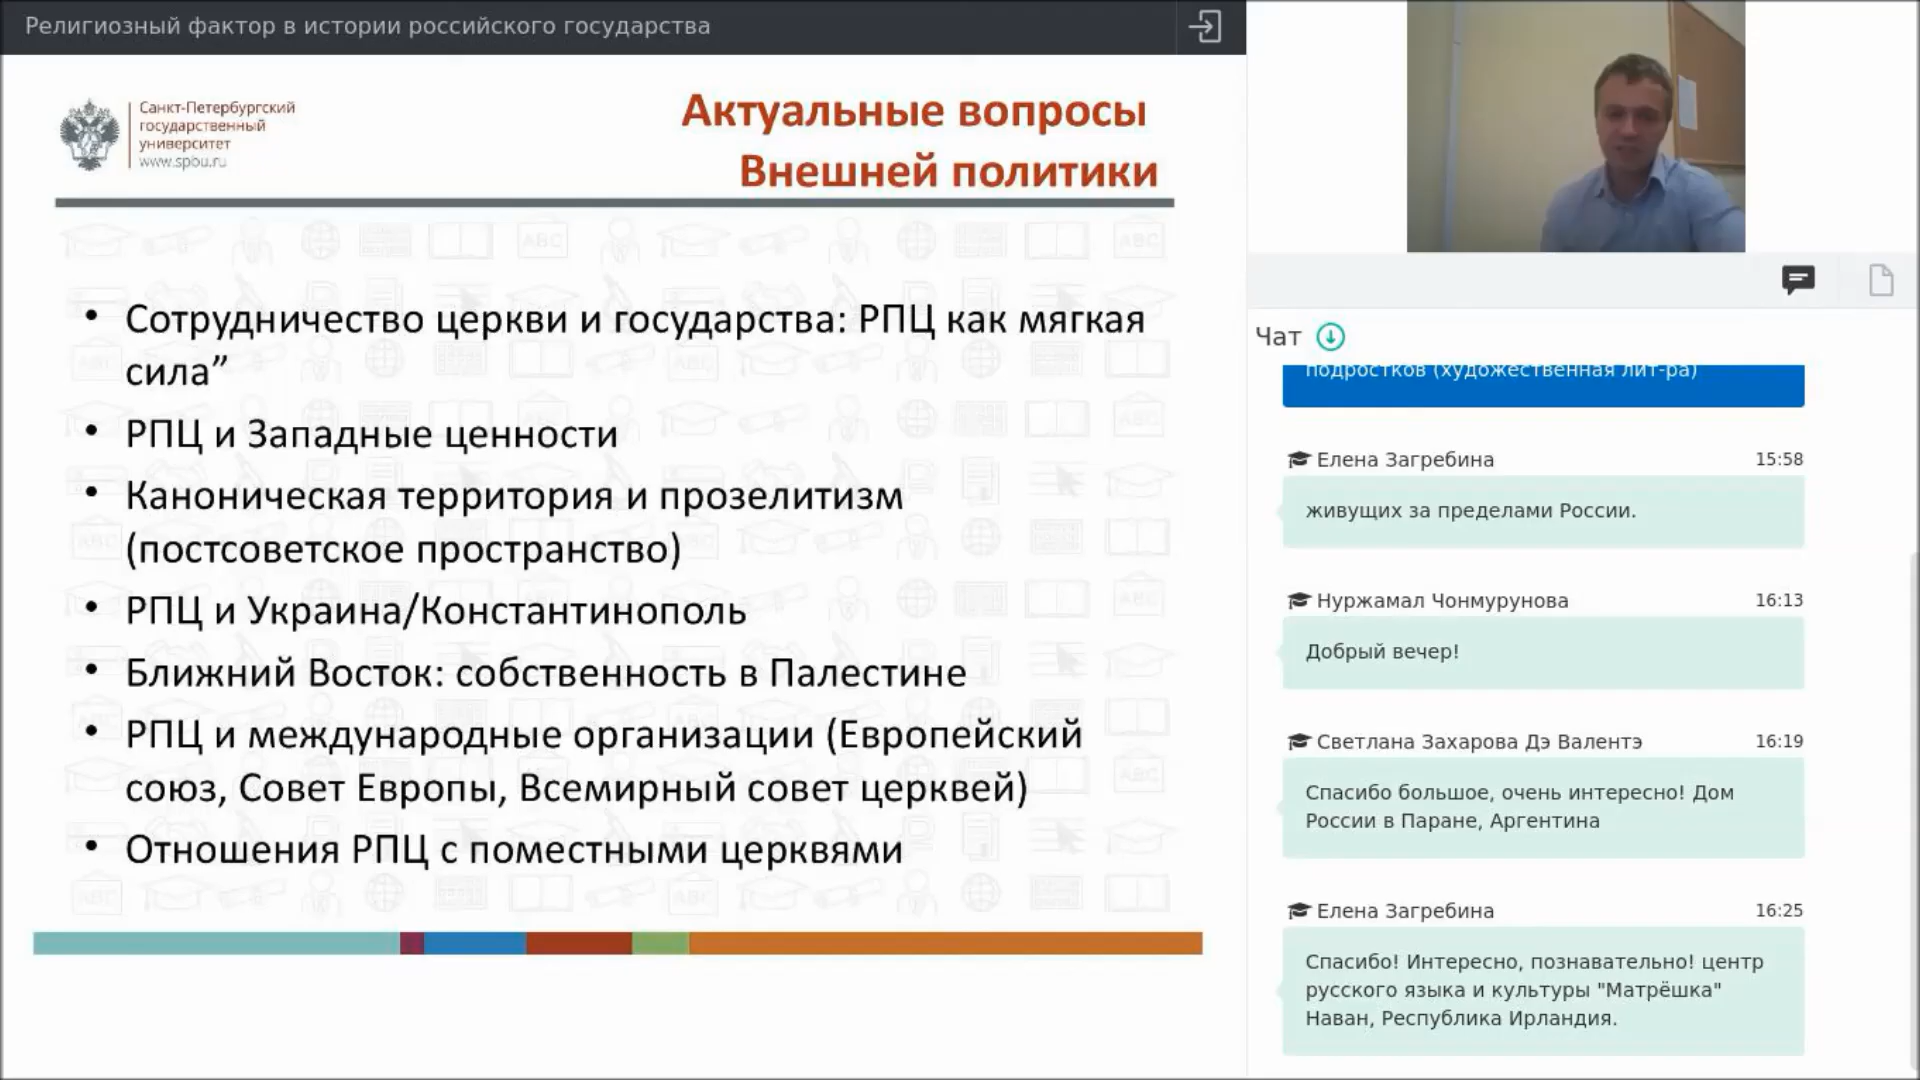 Религиозный фактор в истории российского государства
Санкт-Петербургский
государственный
университет
www.spbu.ru
Актуальные вопросы
Внешней политики
• Сотрудничество церкви и государства: РПЦ как мягкая
сила”
• РПЦ и Западные ценности
• Каноническая территория и прозелитизм
(постсоветское пространство)
• РПЦ и Украина/Константинополь
• Ближний Восток: собственность в Палестине
• РПЦ и международные организации (Европейский
союз, Совет Европы, Всемирный совет церквей)
• Отношения РПЦ с поместными церквями
Чат
подростков (художественная лит-ра)
Елена Загребина 15:58
живущих за пределами России.
Нуржамал Чонмурунова 16:13
Добрый вечер!
Светлана Захарова Дэ Валентэ 16:19
Спасибо большое, очень интересно! Дом
России в Паране, Аргентина
Елена Загребина 16:25
Спасибо! Интересно, познавательно! центр
русского языка и культуры "Матрёшка"
Наван, Республика Ирландия.